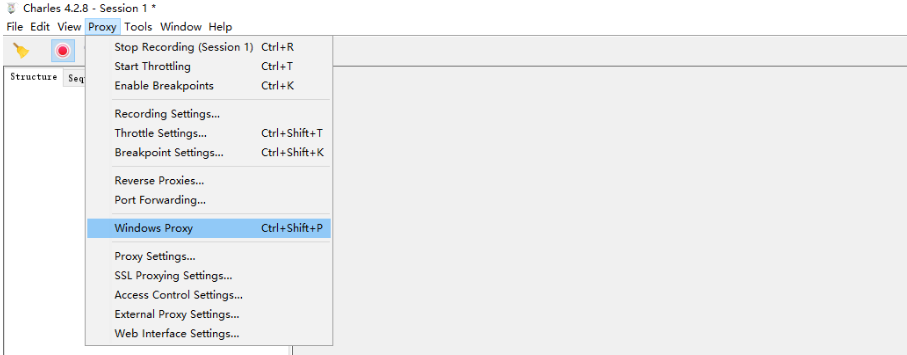 Charles 4.2.8 - Session 1 *
File Edit View Proxy Tools Window Help
Stop Recording (Session 1) Ctrl+R
Start Throttling Ctrl+T
Enable Breakpoints Ctrl+K
Structure
Recording Settings...
Throttle Settings... Ctrl+Shift+T
Breakpoint Settings... Ctrl+Shift+K
Reverse Proxies...
Port Forwarding...
Windows Proxy Ctrl+Shift+P
Proxy Settings...
SSL Proxying Settings...
Access Control Settings...
External Proxy Settings...
Web Interface Settings...